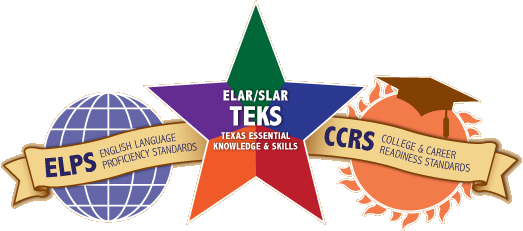 ELPS
ENGLISH LANGUAGE
PROFICIENCY STANDARDS
ELAR/SLAR
TEKS
TEXAS ESSENTIAL
KNOWLEDGE & SKILLS
CCRS
COLLEGE & CAREER
READINESS STANDARDS